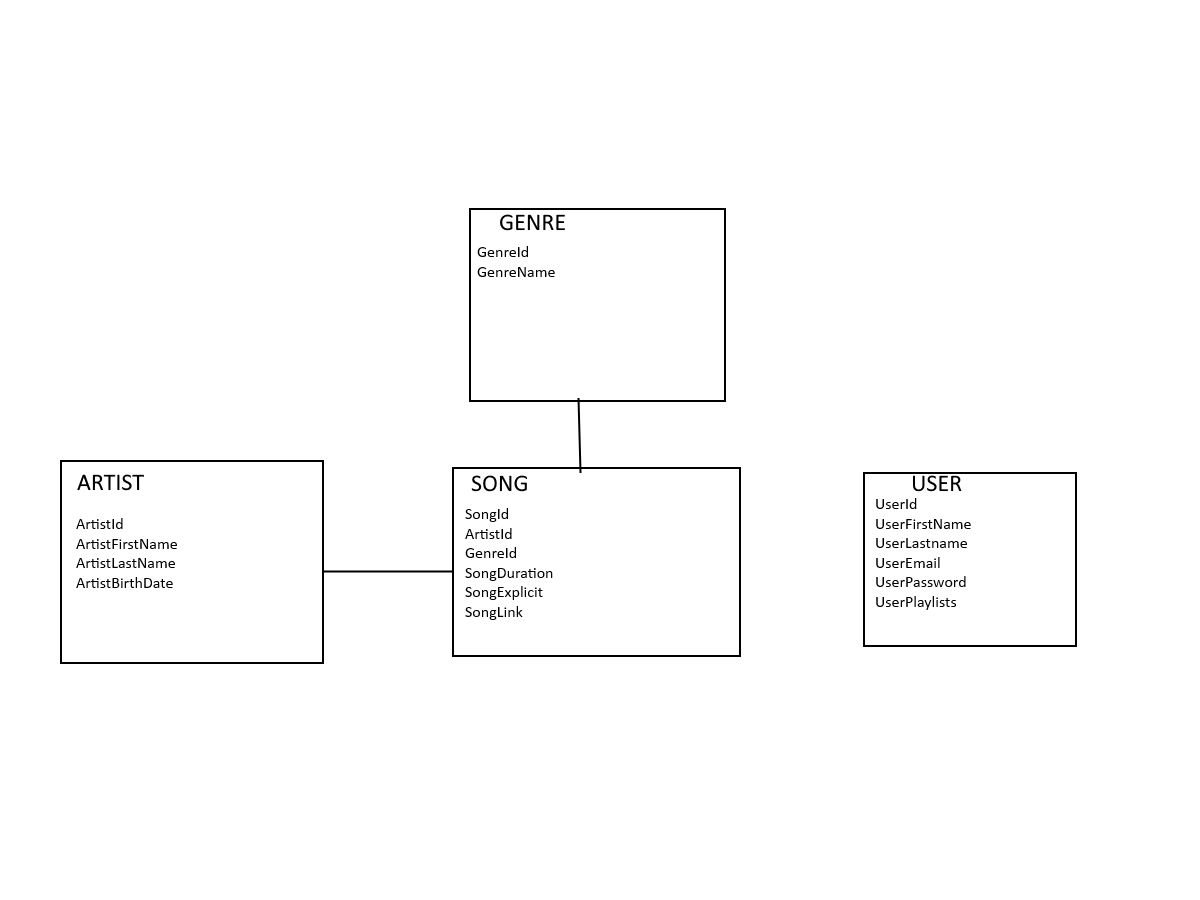 GENRE
GenreId
GenreName
ARTIST
ArtistId
ArtistFirstName
ArtistLastName
ArtistBirthDate
SONG
SongId
ArtistId
GenreId
SongDuration
SongExplicit
SongLink
USER
UserId
UserFirstName
UserLastname
UserEmail
UserPassword
UserPlaylists